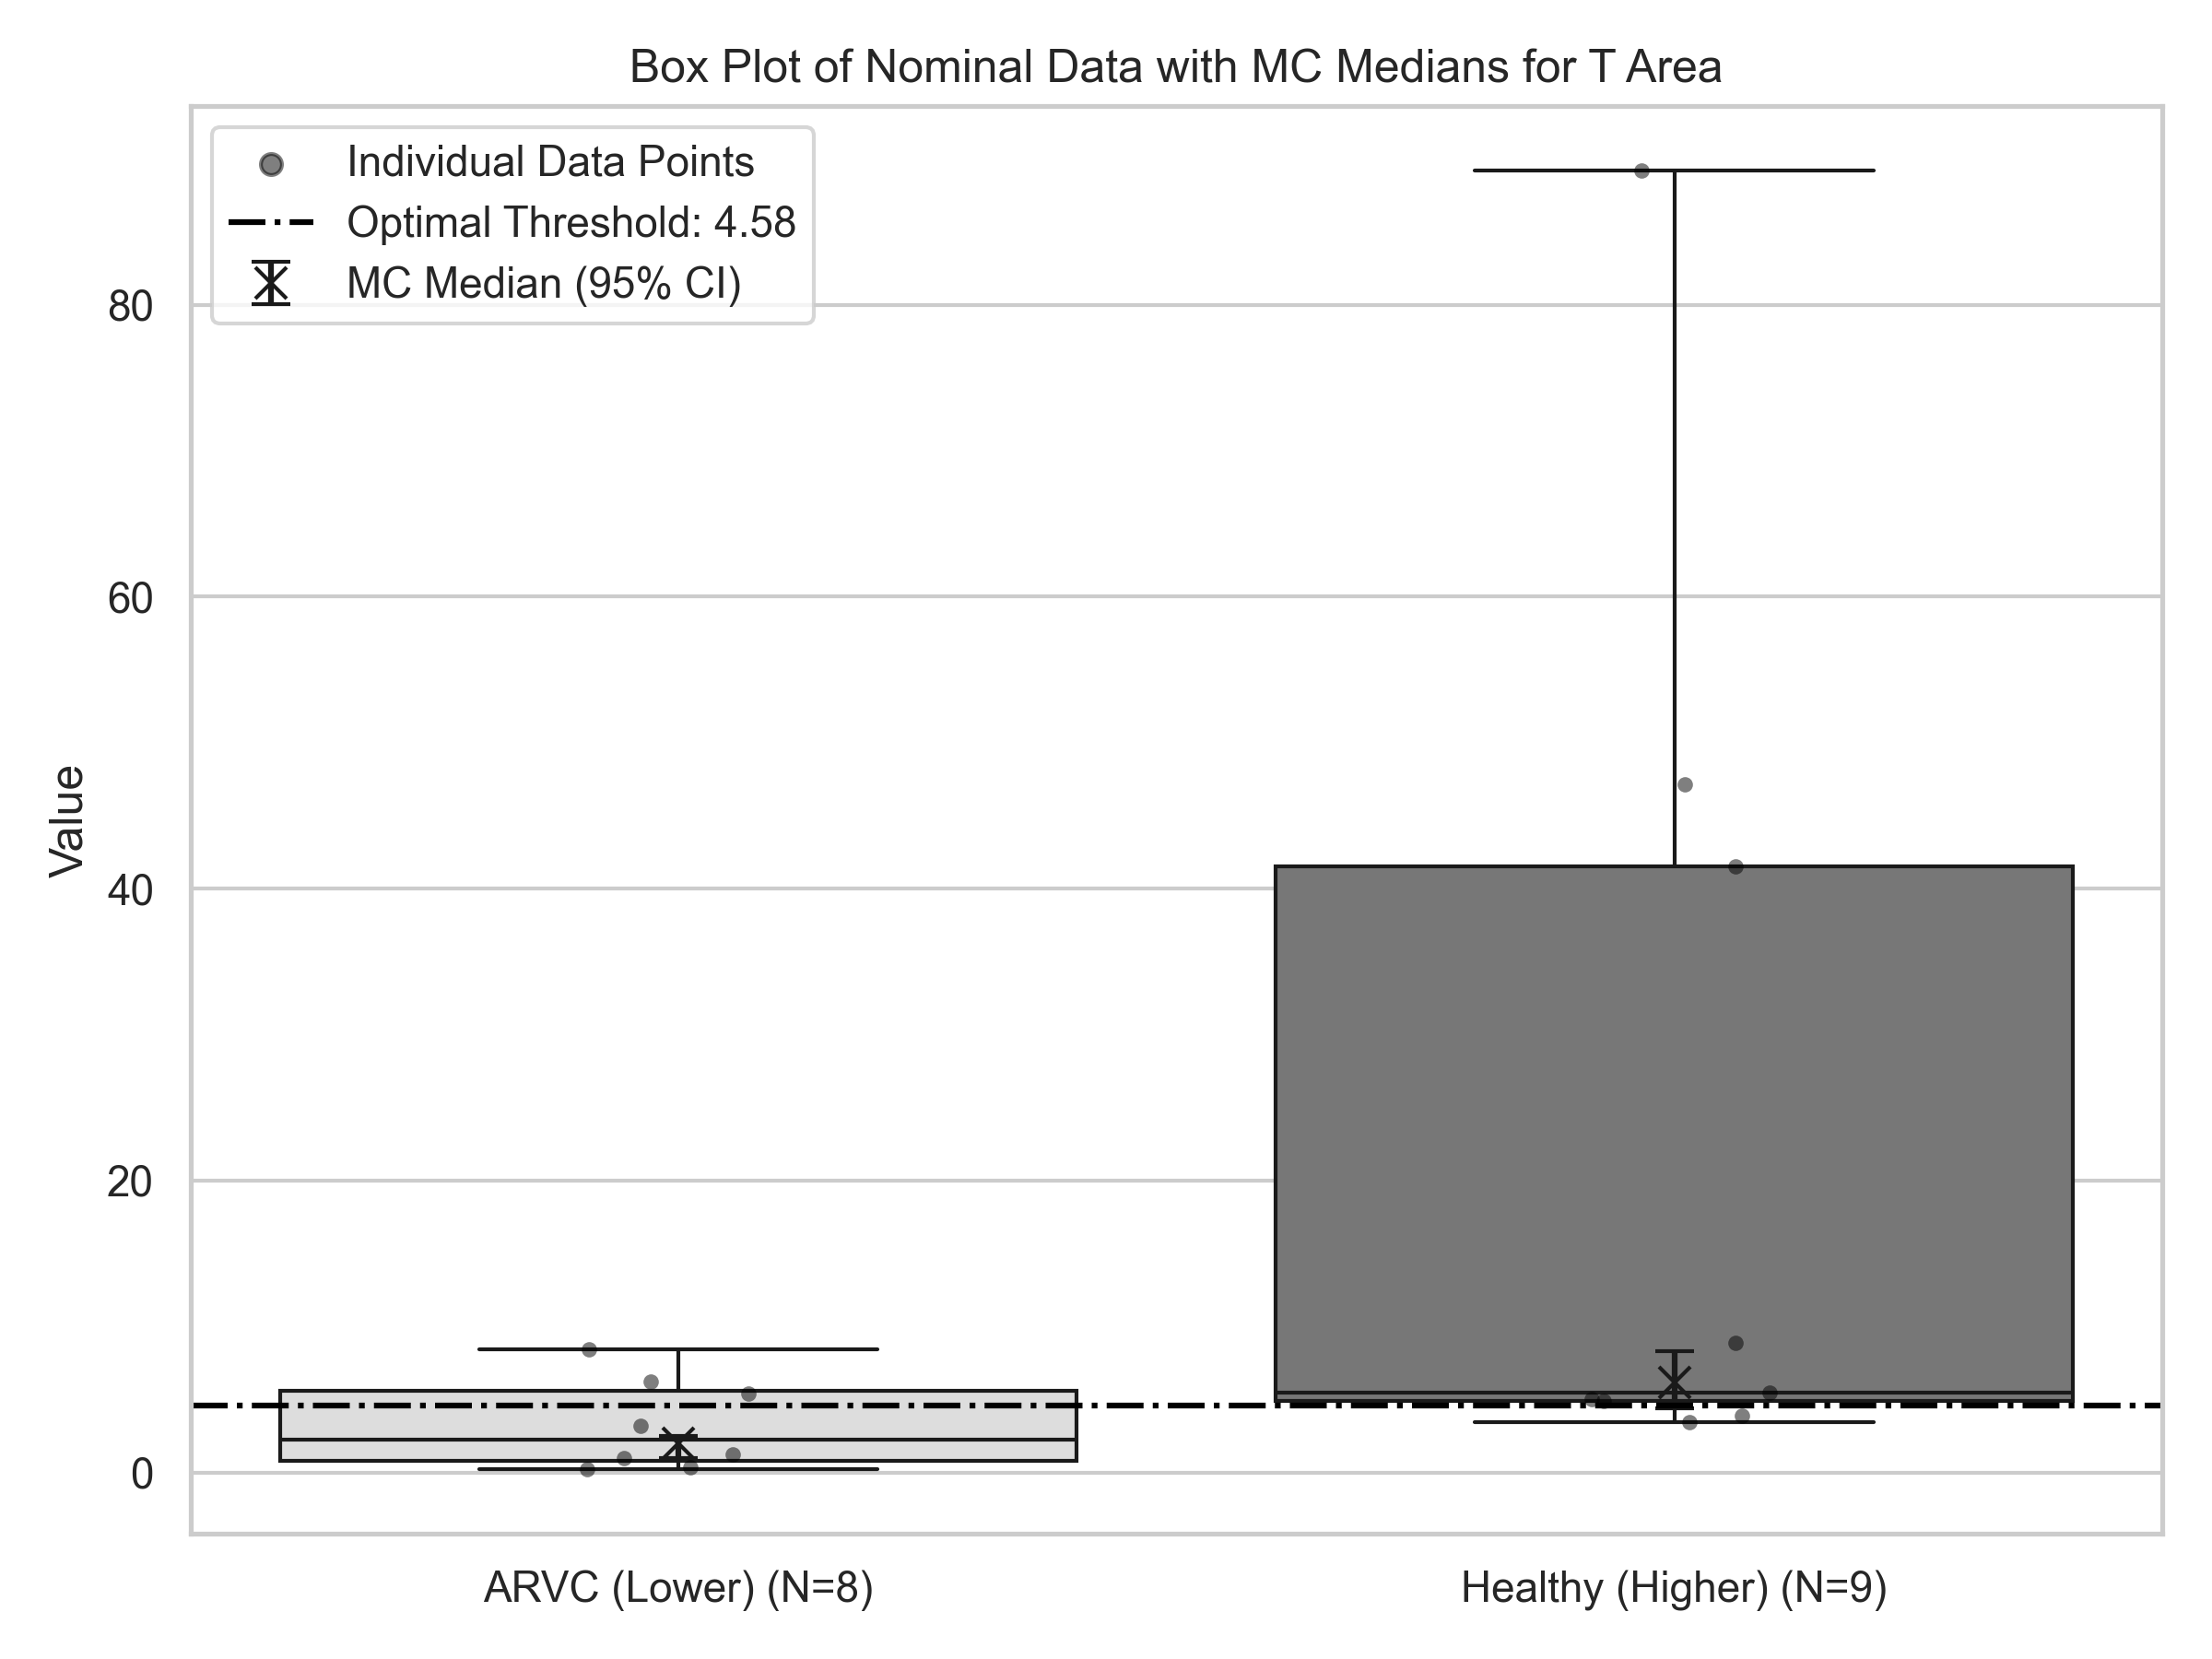 Box Plot of Nominal Data with MC Medians for T Area
Individual Data Points
Optimal Threshold: 4.58
MC Median (95% CI)
80
60
40
20
0
Value
ARVC (Lower) (N=8)
Healthy (Higher) (N=9)